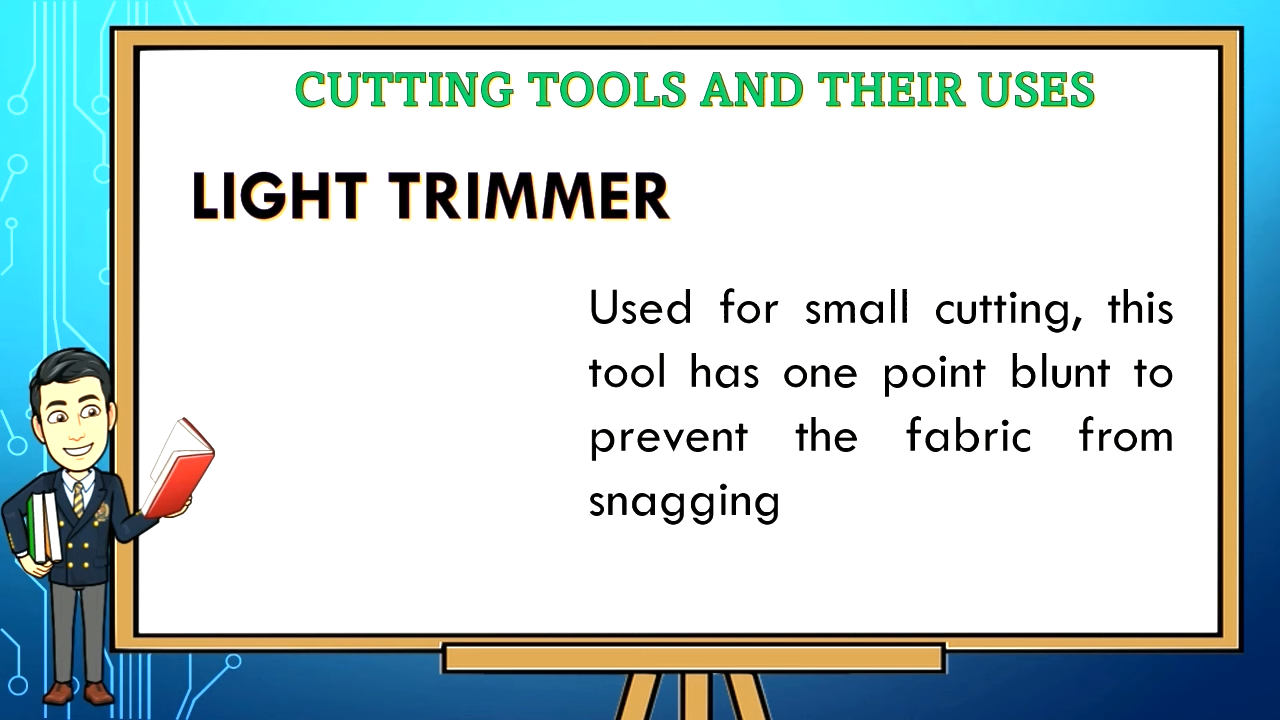 CUTTING TOOLS AND THEIR USES
LIGHT TRIMMER
Used for small cutting, this
tool has one point blunt to
prevent the fabric from
snagging